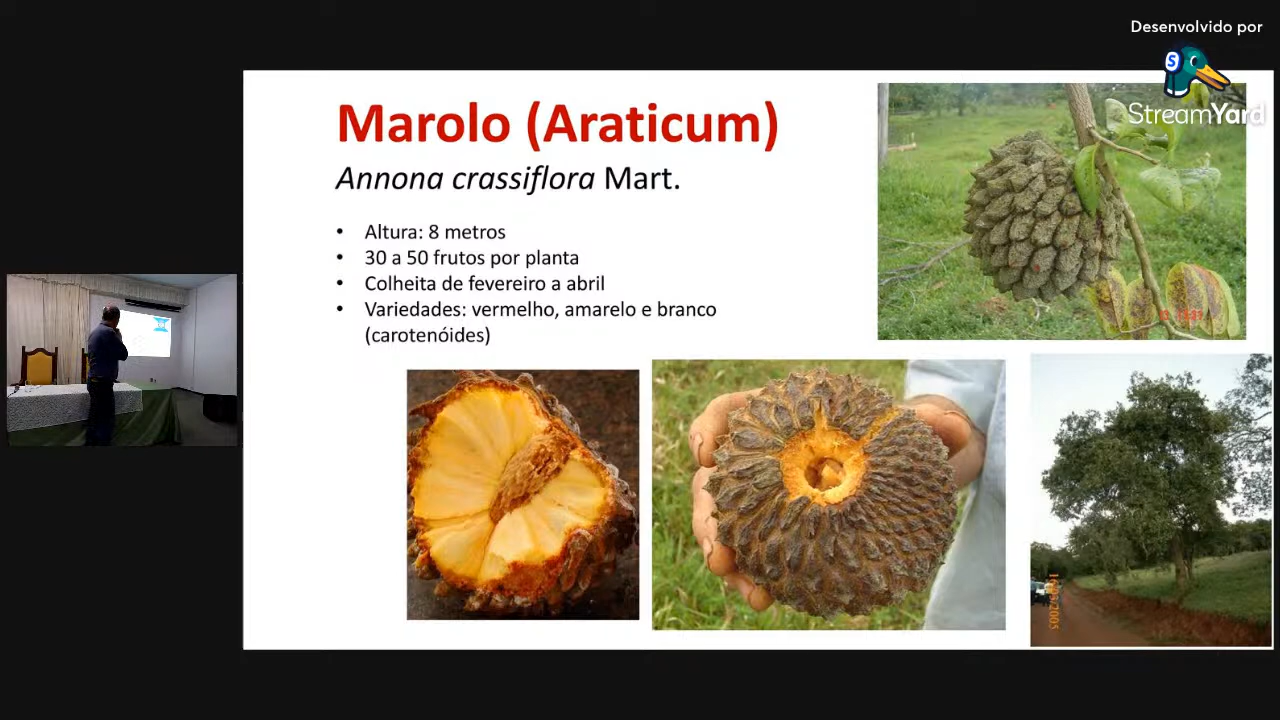 Desenvolvido por
StreamYard
Marolo (Araticum)
Annona crassiflora Mart.
• Altura: 8 metros
• 30 a 50 frutos por planta
• Colheita de fevereiro a abril
• Variedades: vermelho, amarelo e branco
(carotenóides)